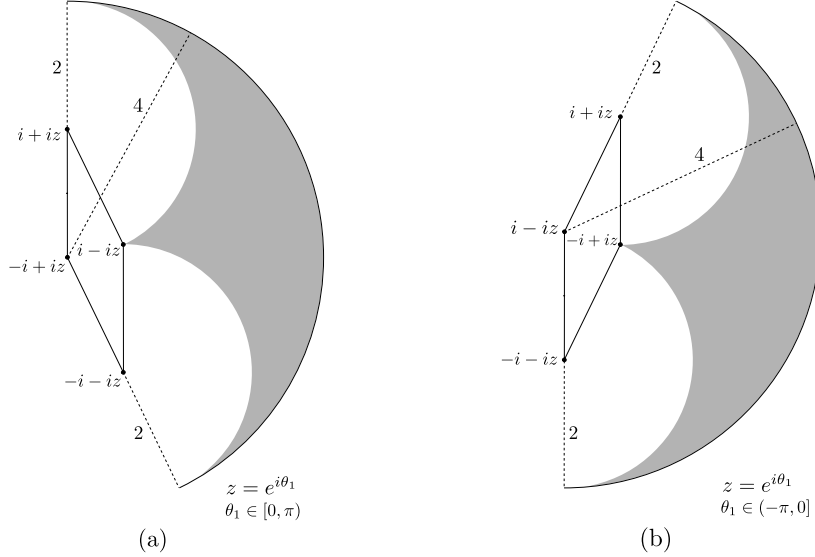 2
4
i + iz
i − iz
−i + iz
−i − iz
2
z = e^{iθ_1}
θ_1 ∈ [0, π)
(a)
2
i + iz
4
i − iz
−i + iz
−i − iz
2
z = e^{iθ_1}
θ_1 ∈ (−π, 0]
(b)